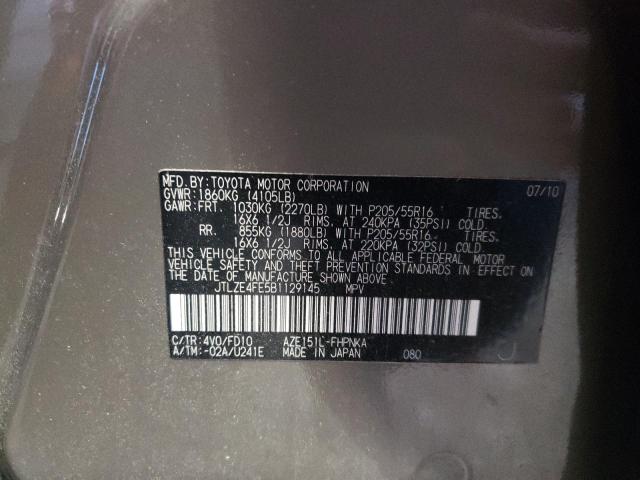 MFD.BY:TOYOTA MOTOR CORPORATION 07/10
GVWR:1860KG (4105LB)
GAWR:FRT. 1030KG (2270LB) WITH P205/55R16 TIRES.
16X6 1/2J RIMS. AT 240KPA (35PSI) COLD.
RR. 855KG (1880LB) WITH P205/55R16 TIRES.
16X6 1/2J RIMS. AT 220KPA (32PSI) COLD.
THIS VEHICLE CONFORMS TO ALL APPLICABLE FEDERAL MOTOR
VEHICLE SAFETY AND THEFT PREVENTION STANDARDS IN EFFECT ON
THE DATE OF MANUFACTURE SHOWN ABOVE.
JTLZE4FE5B1129145 MPV
C/TR:4V0/FD10 AZE151L-FHPNKA
A/TM:-02A/U241E MADE IN JAPAN 080
J